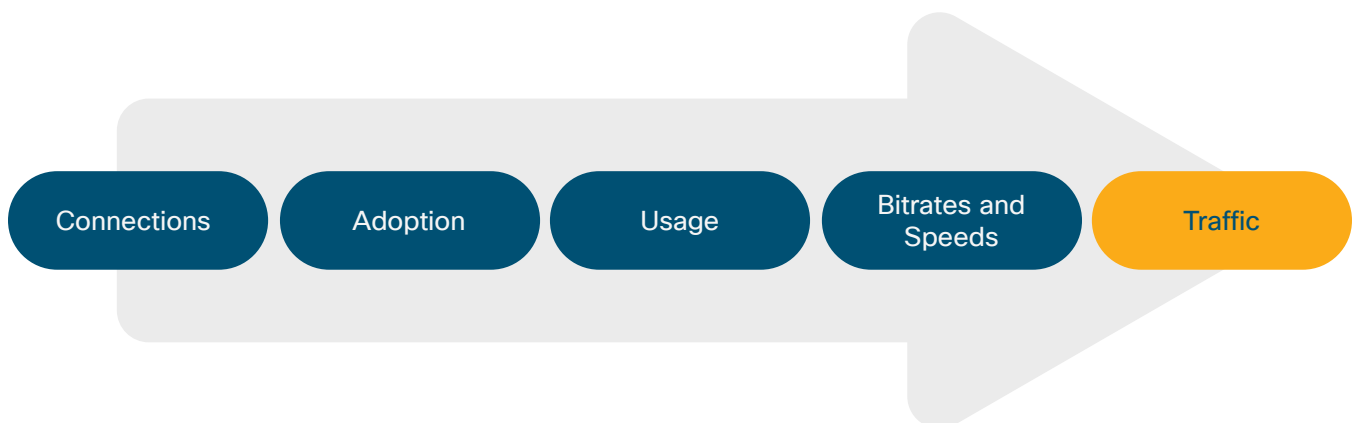 Connections
Adoption
Usage
Bitrates and
Speeds
Traffic